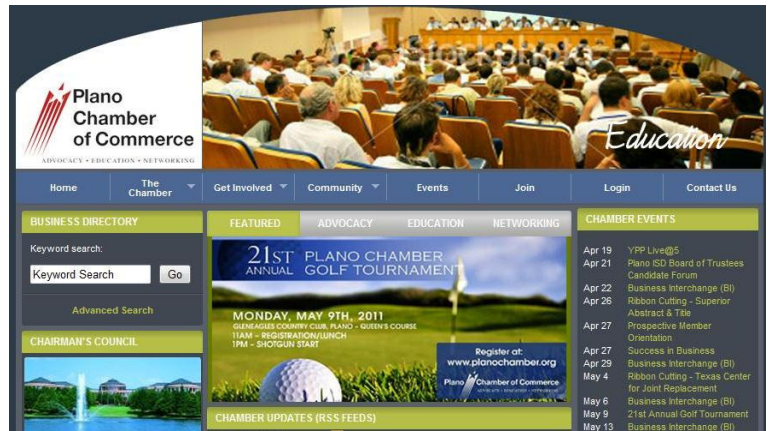 Plano
Chamber
of Commerce
ADVOCACY • EDUCATION • NETWORKING
Education
Home
The
Chamber
Get Involved
Community
Events
Join
Login
Contact Us
BUSINESS DIRECTORY
Keyword search:
Keyword Search
Go
Advanced Search
CHAIRMAN'S COUNCIL
FEATURED
ADVOCACY
EDUCATION
NETWORKING
21ST PLANO CHAMBER
ANNUAL GOLF TOURNAMENT
MONDAY, MAY 9TH, 2011
GLENEAGLES COUNTRY CLUB, PLANO - QUEEN'S COURSE
11AM - REGISTRATION/LUNCH
1PM - SHOTGUN START
Register at:
www.planochamber.org
Plano Chamber of Commerce
ADVOCATE • EDUCATION • NETWORKING
CHAMBER UPDATES (RSS FEEDS)
CHAMBER EVENTS
Apr 19 YPP Live@5
Apr 21 Plano ISD Board of Trustees
Candidate Forum
Apr 22 Business Interchange (BI)
Apr 26 Ribbon Cutting - Superior
Abstract & Title
Apr 27 Prospective Member
Orientation
Apr 27 Success in Business
Apr 29 Business Interchange (BI)
May 4 Ribbon Cutting - Texas Center
for Joint Replacement
May 6 Business Interchange (BI)
May 9 21st Annual Golf Tournament
May 13 Business Interchange (BI)